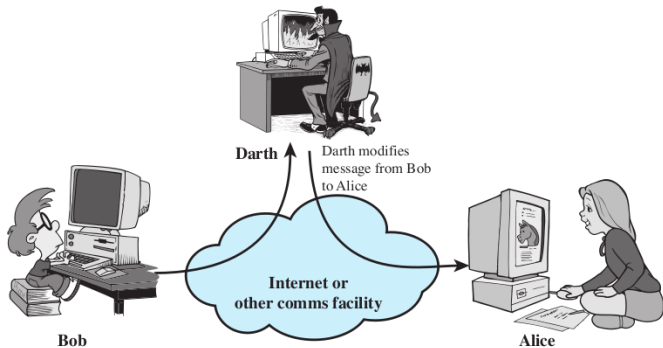 Darth
Darth modifies
message from Bob
to Alice
Internet or
other comms facility
Bob
Alice